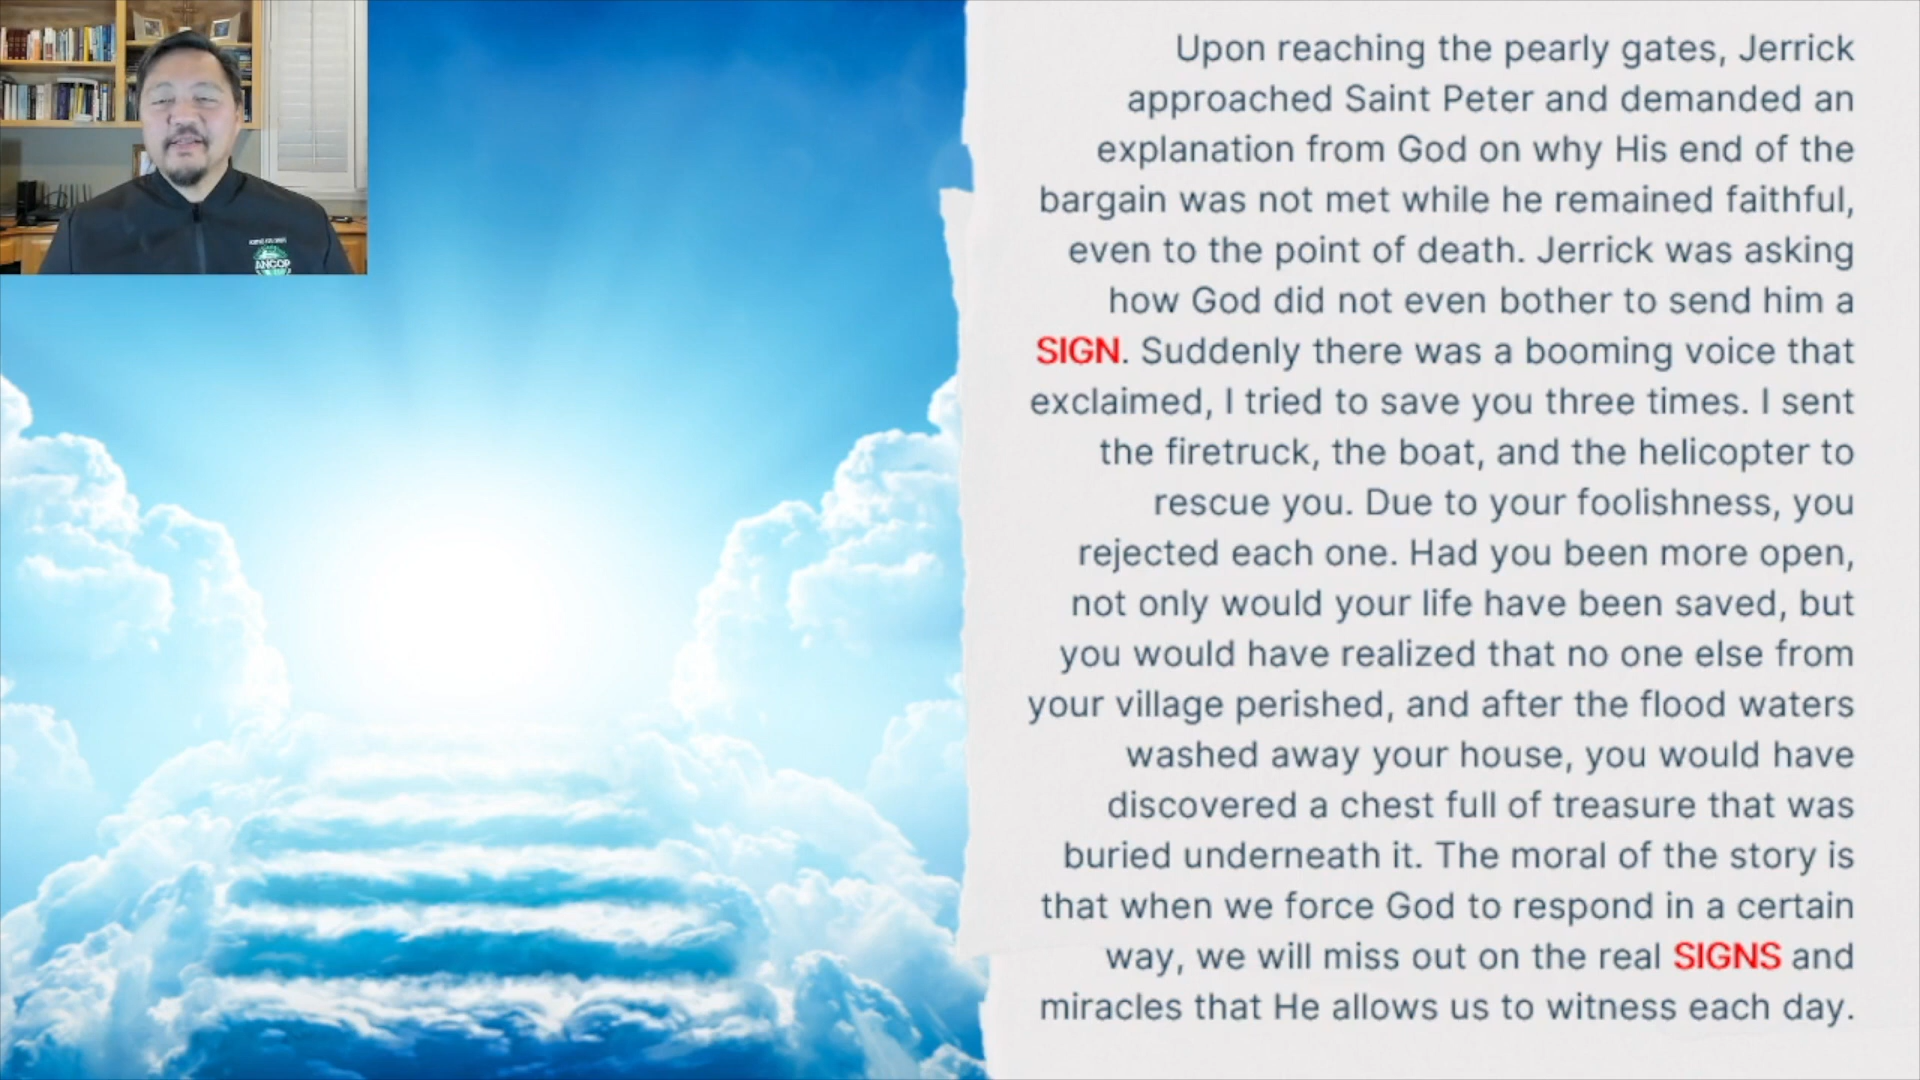 Upon reaching the pearly gates, Jerrick
approached Saint Peter and demanded an
explanation from God on why His end of the
bargain was not met while he remained faithful,
even to the point of death. Jerrick was asking
how God did not even bother to send him a
SIGN. Suddenly there was a booming voice that
exclaimed, I tried to save you three times. I sent
the firetruck, the boat, and the helicopter to
rescue you. Due to your foolishness, you
rejected each one. Had you been more open,
not only would your life have been saved, but
you would have realized that no one else from
your village perished, and after the flood waters
washed away your house, you would have
discovered a chest full of treasure that was
buried underneath it. The moral of the story is
that when we force God to respond in a certain
way, we will miss out on the real SIGNS and
miracles that He allows us to witness each day.
ANCOP